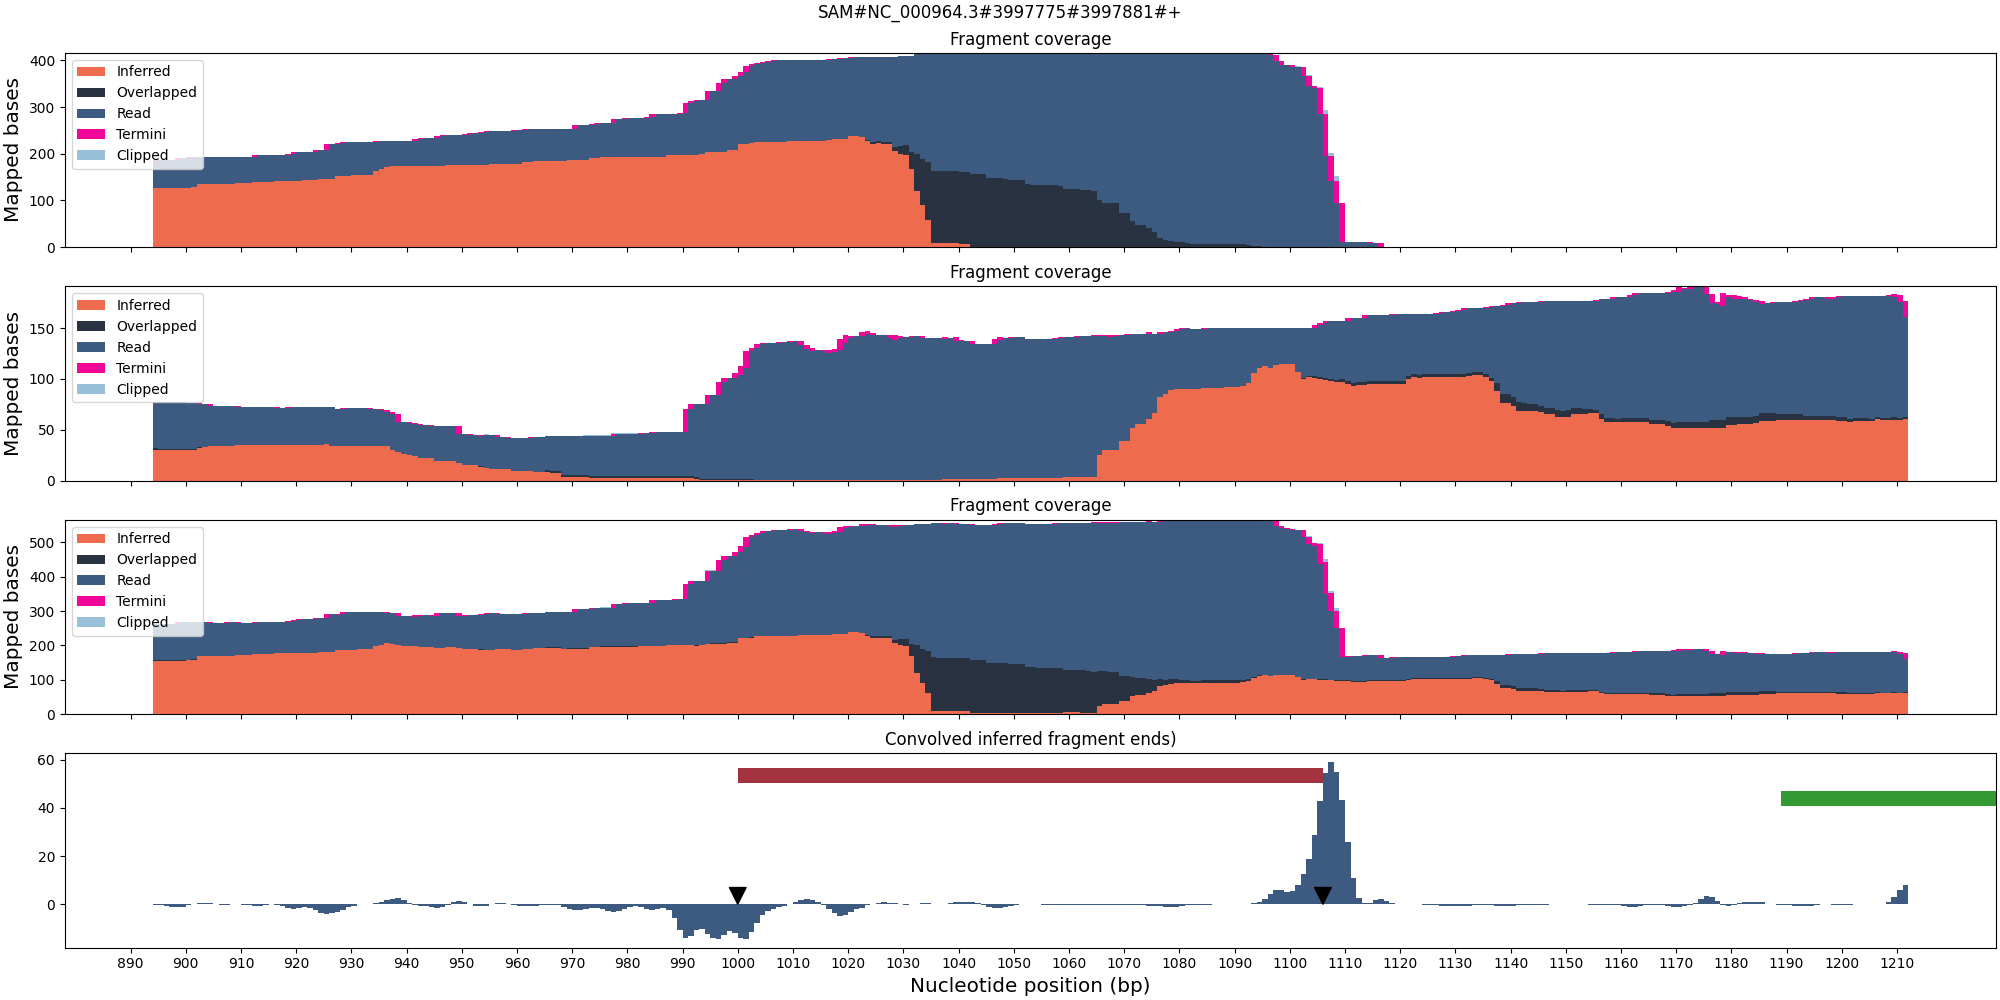 SAM#NC_000964.3#3997775#3997881#+
Fragment coverage
Mapped bases
400
300
200
100
0
Inferred
Overlapped
Read
Termini
Clipped
Fragment coverage
Mapped bases
150
100
50
0
Inferred
Overlapped
Read
Termini
Clipped
Fragment coverage
Mapped bases
500
400
300
200
100
0
Inferred
Overlapped
Read
Termini
Clipped
Convolved inferred fragment ends)
60
40
20
0
890 900 910 920 930 940 950 960 970 980 990 1000 1010 1020 1030 1040 1050 1060 1070 1080 1090 1100 1110 1120 1130 1140 1150 1160 1170 1180 1190 1200 1210
Nucleotide position (bp)